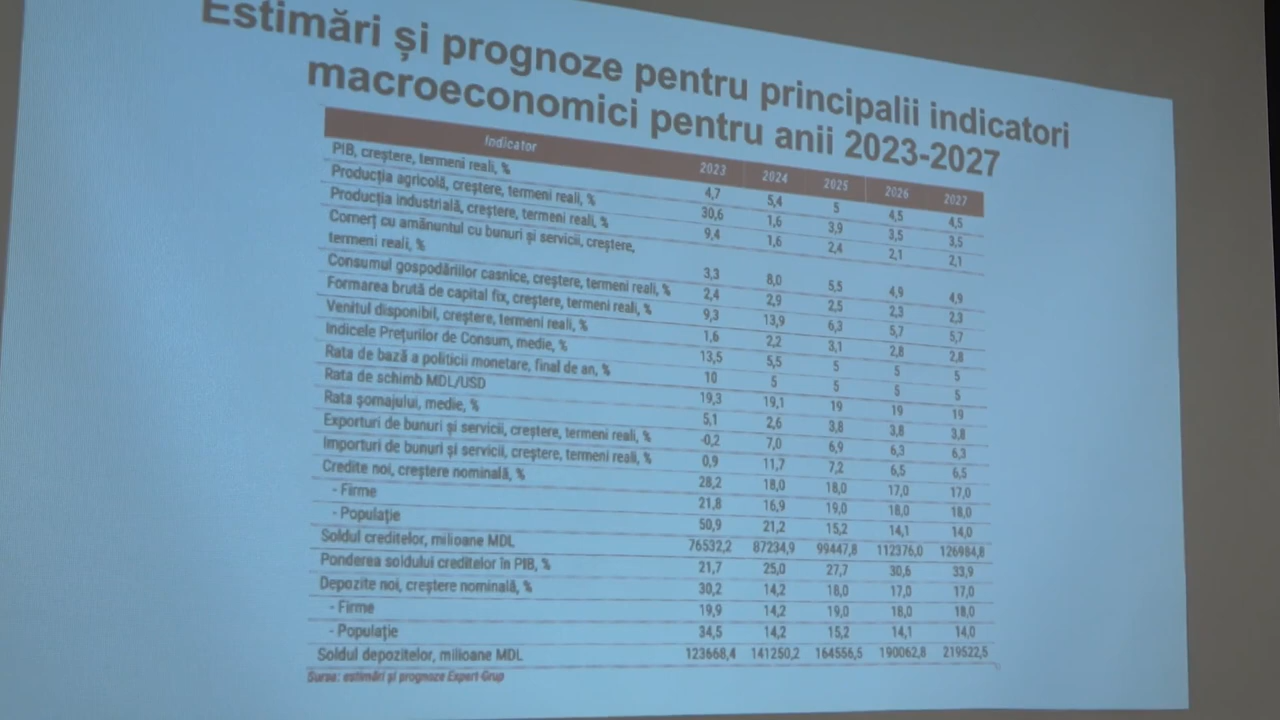 Estimări și prognoze pentru principalii indicatori
macroeconomici pentru anii 2023-2027
Indicator 2023 2024 2025 2026 2027
PIB, creștere, termeni reali, % 4,7 5,4 5 4,5 4,5
Producția agricolă, creștere, termeni reali, % 30,6 1,6 3,9 3,5 3,5
Producția industrială, creștere, termeni reali, % 9,4 1,6 2,4 2,1 2,1
Comerț cu amănuntul cu bunuri și servicii, creștere,
termeni reali, % 3,3 8,0 5,5 4,9 4,9
Consumul gospodăriilor casnice, creștere, termeni reali, % 2,4 2,9 2,5 2,3 2,3
Formarea brută de capital fix, creștere, termeni reali, % 9,3 13,9 6,3 5,7 5,7
Venitul disponibil, creștere, termeni reali, % 1,6 2,2 3,1 2,8 2,8
Indicele Prețurilor de Consum, medie, % 13,5 5,5 5 5 5
Rata de bază a politicii monetare, final de an, % 10 5 5 5 5
Rata de schimb MDL/USD 19,3 19,1 19 19 19
Rata șomajului, medie, % 5,1 2,6 3,8 3,8 3,8
Exporturi de bunuri și servicii, creștere, termeni reali, % -0,2 7,0 6,9 6,3 6,3
Importuri de bunuri și servicii, creștere, termeni reali, % 0,9 11,7 7,2 6,5 6,5
Credite noi, creștere nominală, % 28,2 18,0 18,0 17,0 17,0
- Firme 21,8 16,9 19,0 18,0 18,0
- Populație 50,9 21,2 15,2 14,1 14,0
Soldul creditelor, milioane MDL 76532,2 87234,9 99447,8 112376,0 126984,8
Ponderea soldului creditelor în PIB, % 21,7 25,0 27,7 30,6 33,9
Depozite noi, creștere nominală, % 30,2 14,2 18,0 17,0 17,0
- Firme 19,9 14,2 19,0 18,0 18,0
- Populație 34,5 14,2 15,2 14,1 14,0
Soldul depozitelor, milioane MDL 123668,4 141250,2 164556,5 190062,8 219522,5
Sursa: estimări și prognoze Expert-Grup